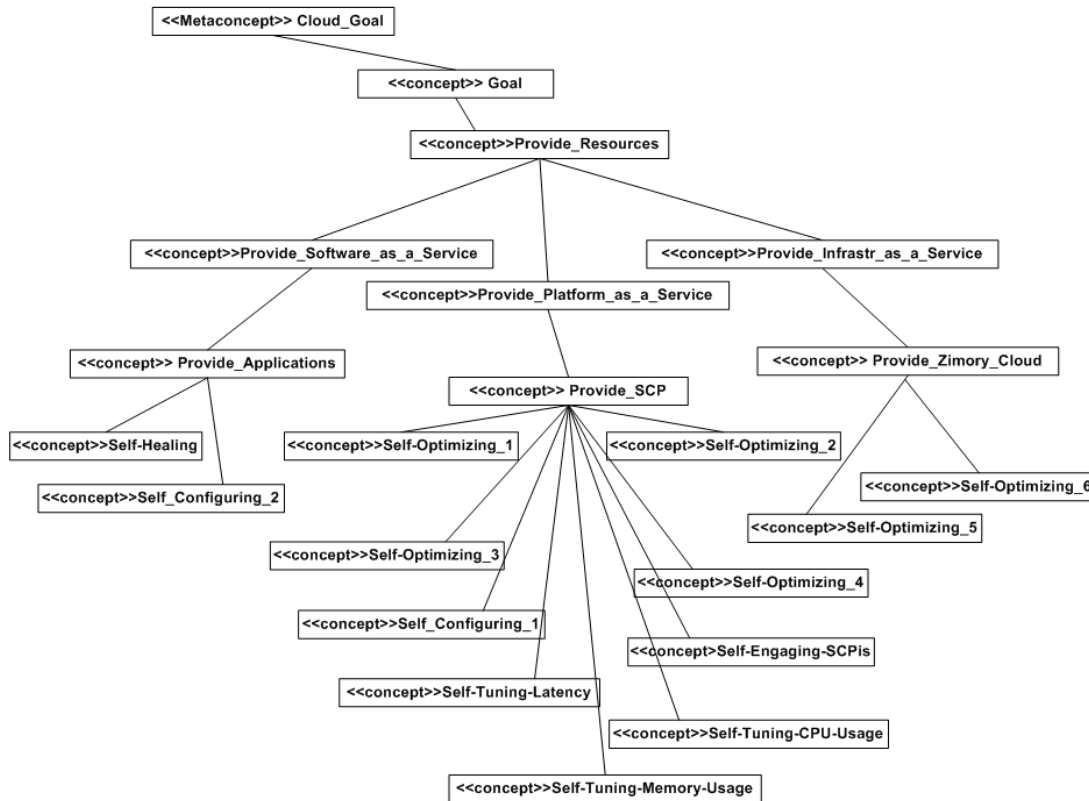 <<Metaconcept>> Cloud_Goal
<<concept>> Goal
<<concept>>Provide_Resources
<<concept>>Provide_Software_as_a_Service
<<concept>>Provide_Infrastr_as_a_Service
<<concept>>Provide_Platform_as_a_Service
<<concept>> Provide_Applications
<<concept>> Provide_Zimory_Cloud
<<concept>> Provide_SCP
<<concept>>Self-Healing
<<concept>>Self-Optimizing_1
<<concept>>Self-Optimizing_2
<<concept>>Self_Configuring_2
<<concept>>Self-Optimizing_6
<<concept>>Self-Optimizing_5
<<concept>>Self-Optimizing_3
<<concept>>Self-Optimizing_4
<<concept>>Self_Configuring_1
<<concept>Self-Engaging-SCPis
<<concept>>Self-Tuning-Latency
<<concept>>Self-Tuning-CPU-Usage
<<concept>>Self-Tuning-Memory-Usage